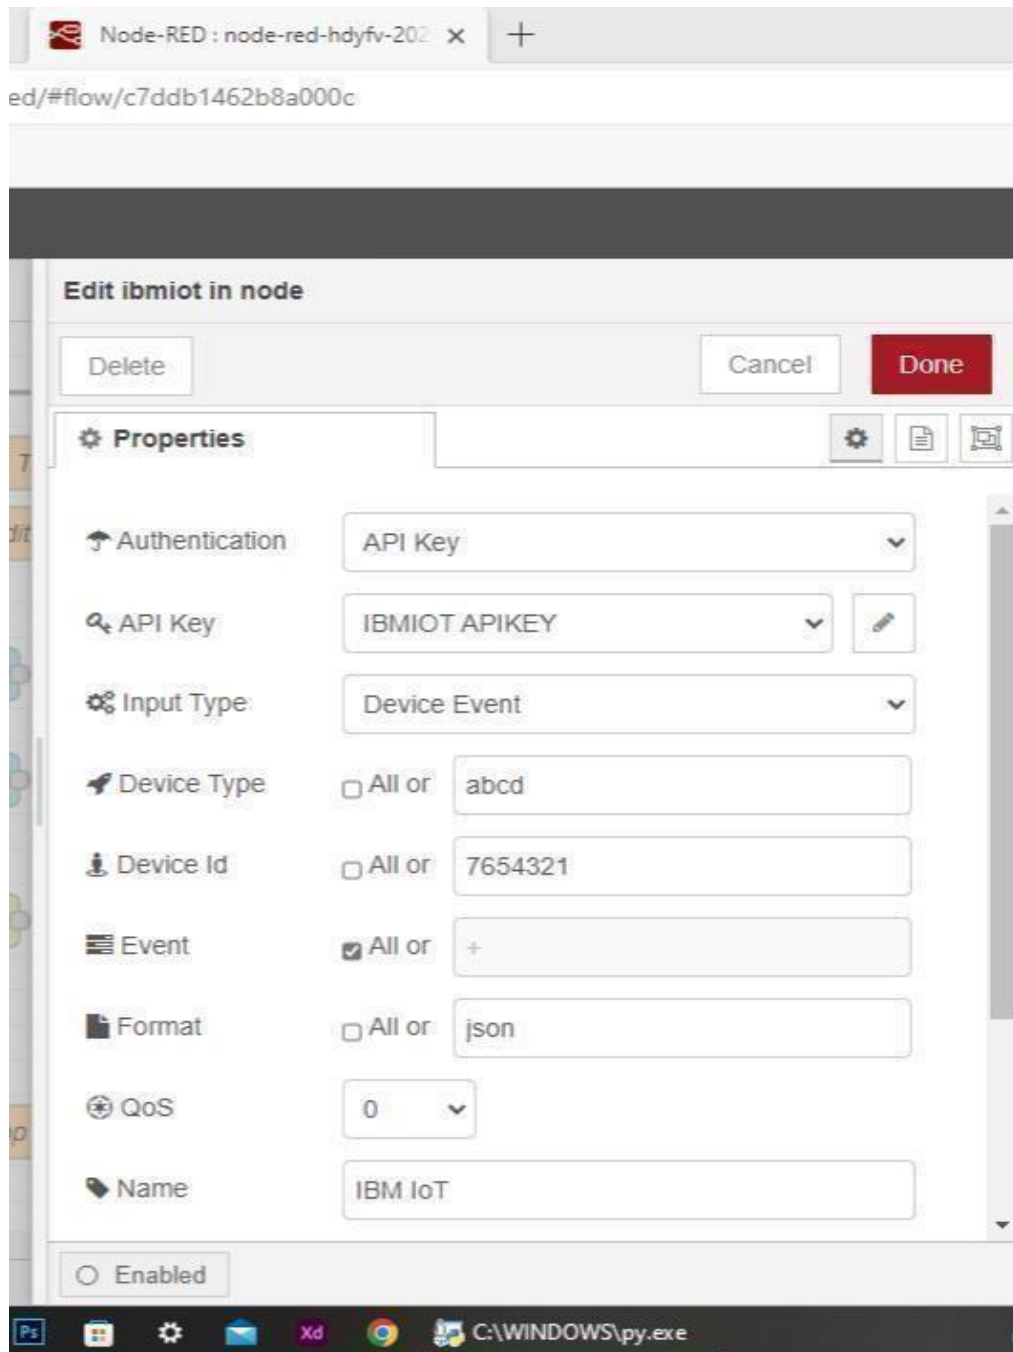 Node-RED : node-red-hdyfv-202
ed/#flow/c7ddb1462b8a000c
Edit ibmiot in node
Delete Cancel Done
Properties
Authentication API Key
API Key IBMIOT APIKEY
Input Type Device Event
Device Type All or abcd
Device Id All or 7654321
Event All or +
Format All or json
QoS 0
Name IBM IoT
Enabled
Ps Xd C:\WINDOWS\py.exe